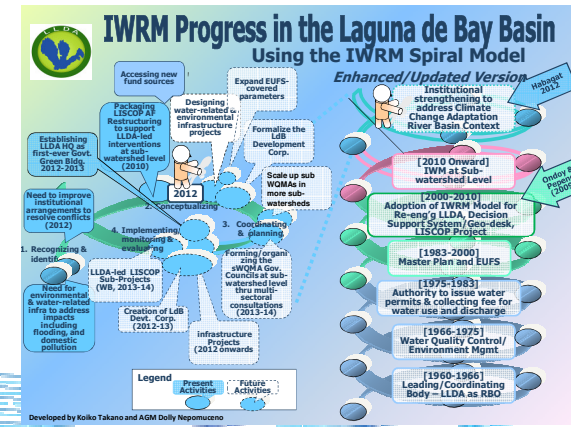 LLDA
IWRM Progress in the Laguna de Bay Basin
Using the IWRM Spiral Model
Enhanced/Updated Version
Accessing new
fund sources
Packaging
LISCOP AF
Restructuring
to support
LLDA-led
interventions
at sub-
watershed level
(2010)
Designing
water-related &
environmental
infrastructure
projects
Expand EUFS-
covered
parameters
Formalize the
LdB
Development
Corp.
Scale up sub
WQMAs in
more sub-
watersheds
Establishing
LLDA HQ as
first-ever Govt.
Green Bldg.
2012-2013
Need to improve
institutional
arrangements to
resolve conflicts
(2012)
2012
2. Conceptualizing
1. Recognizing &
4. Implementing,
monitoring &
evaluating
3. Coordinating
& planning
Need for
environmental
& water-related
infra to address
impacts
including
flooding, and
domestic
pollution
LLDA-led LISCOP
Sub-Projects
(WB, 2013-14)
Creation of LdB
Devt. Corp.
(2012-13)
infrastructure
Projects
(2012 onwards
Forming/organi
zing the
sWQMA Gov.
Councils at sub-
watershed level
thru multi-
sectoral
consultations
(2013-14)
Legend
Present
Activities
Future
Activities
Developed by Koiko Takano and AGM Dolly Nepomuceno
Institutional
strengthening to
address Climate
Change Adaptation
River Basin Context
Habagat
2012
[2010 Onward]
IWM at Sub-
watershed Level
Ondoy &
(2009
[2000-2010]
Adoption of IWRM Model for
Re-eng'g LLDA, Decision
Support System/Geo-desk,
LISCOP Project
[1983-2000]
Master Plan and EUFS
[1975-1983]
Authority to issue water
permits & collecting fee for
water use and discharge
[1966-1975]
Water Quality Control/
Environment Mgmt
[1960-1966]
Leading/Coordinating
Body – LLDA as RBO